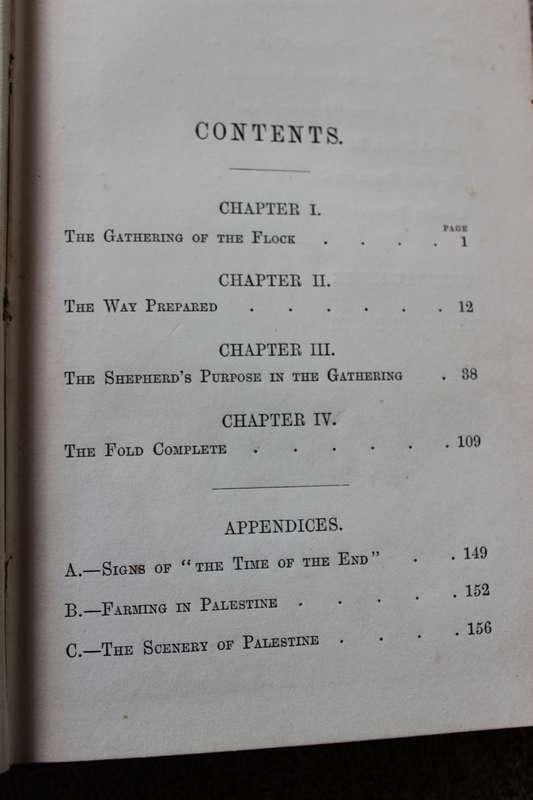 CONTENTS.
CHAPTER I.
PAGE
THE GATHERING OF THE FLOCK . . . . 1
CHAPTER II.
THE WAY PREPARED . . . . . . 12
CHAPTER III.
THE SHEPHERD'S PURPOSE IN THE GATHERING . 38
CHAPTER IV.
THE FOLD COMPLETE . . . . . . 109
APPENDICES.
A.—SIGNS OF "THE TIME OF THE END" . . 149
B.—FARMING IN PALESTINE . . . . . 152
C.—THE SCENERY OF PALESTINE . . . . 156